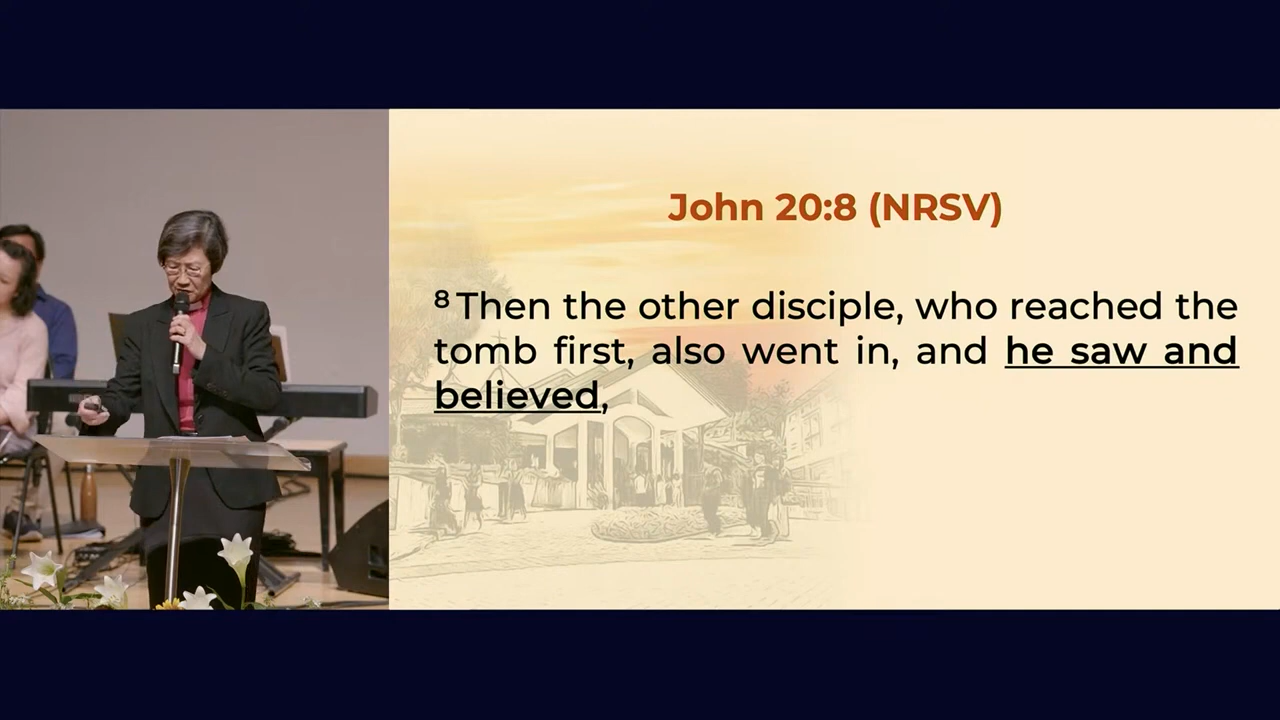 John 20:8 (NRSV)
8 Then the other disciple, who reached the
tomb first, also went in, and he saw and
believed,